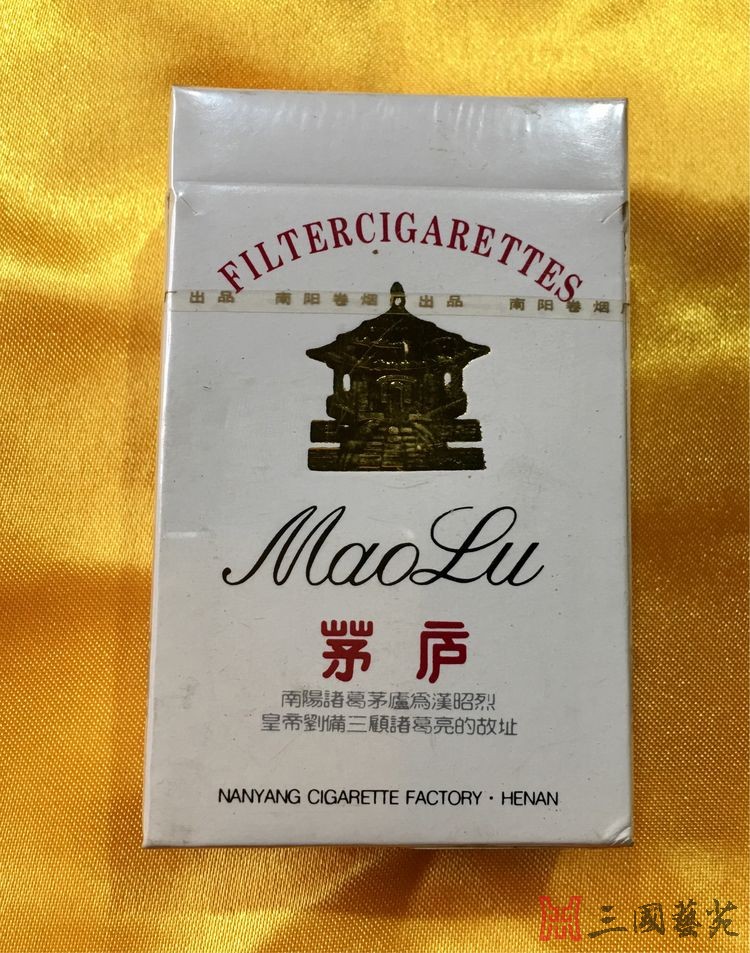 FILTERCIGARETTES
出品 南阳卷烟厂出品 南阳卷烟厂
MaoLu
茅庐
南陽諸葛茅廬爲漢昭烈
皇帝劉備三顧諸葛亮的故址
NANYANG CIGARETTE FACTORY · HENAN
三國藝苑